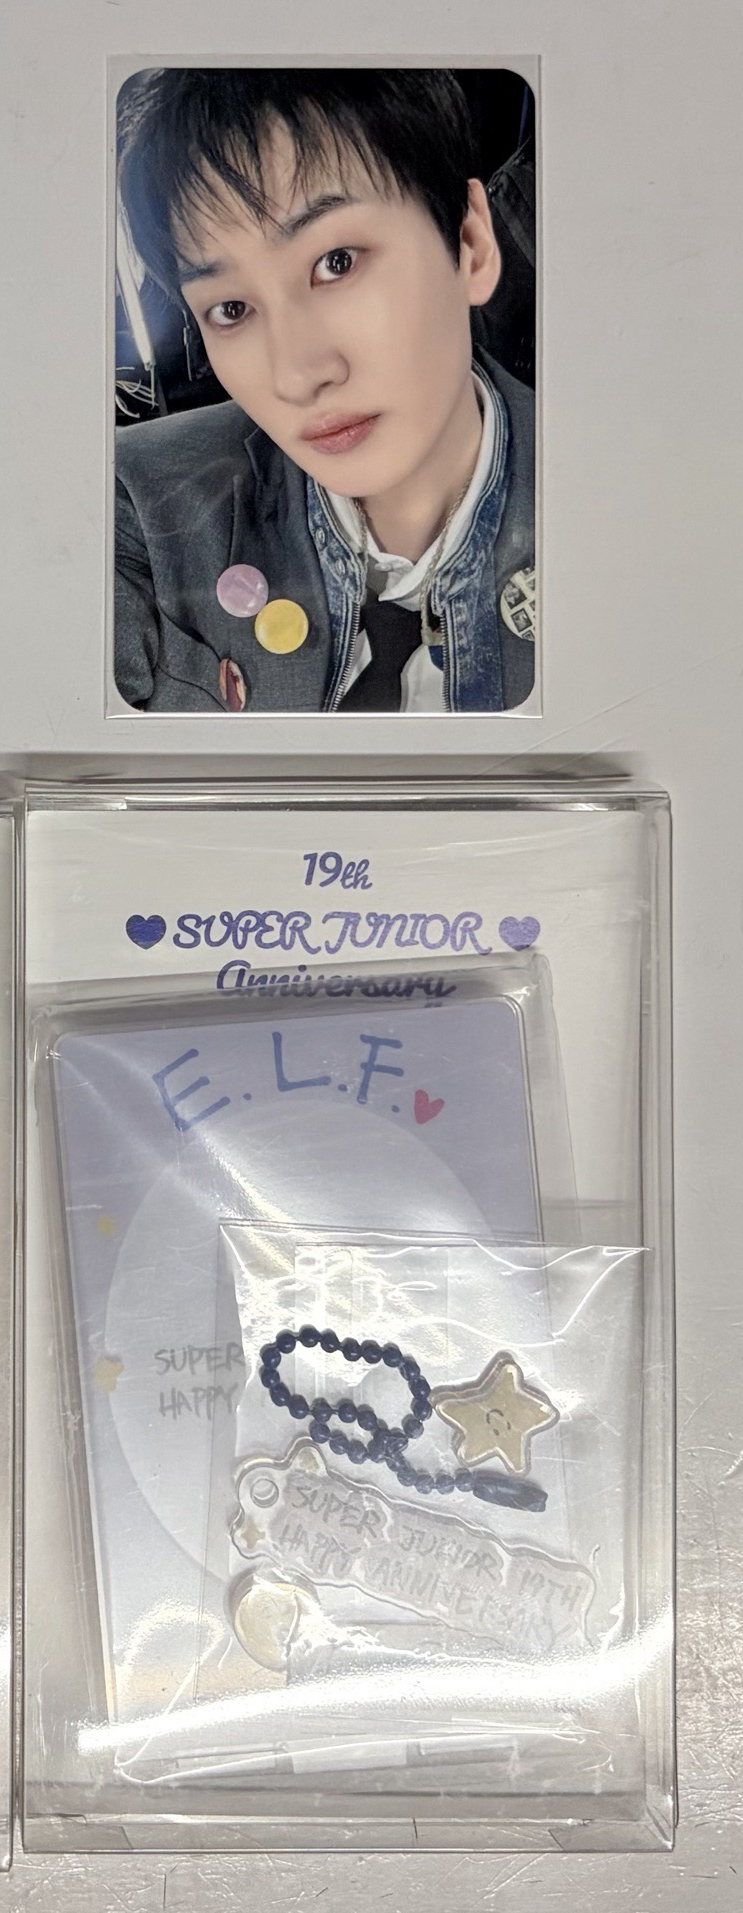 19th
SUPER JUNIOR
Anniversary
E.L.F.
SUPER
HAPPY
SUPER JUNIOR 19TH
HAPPY ANNIVERSARY